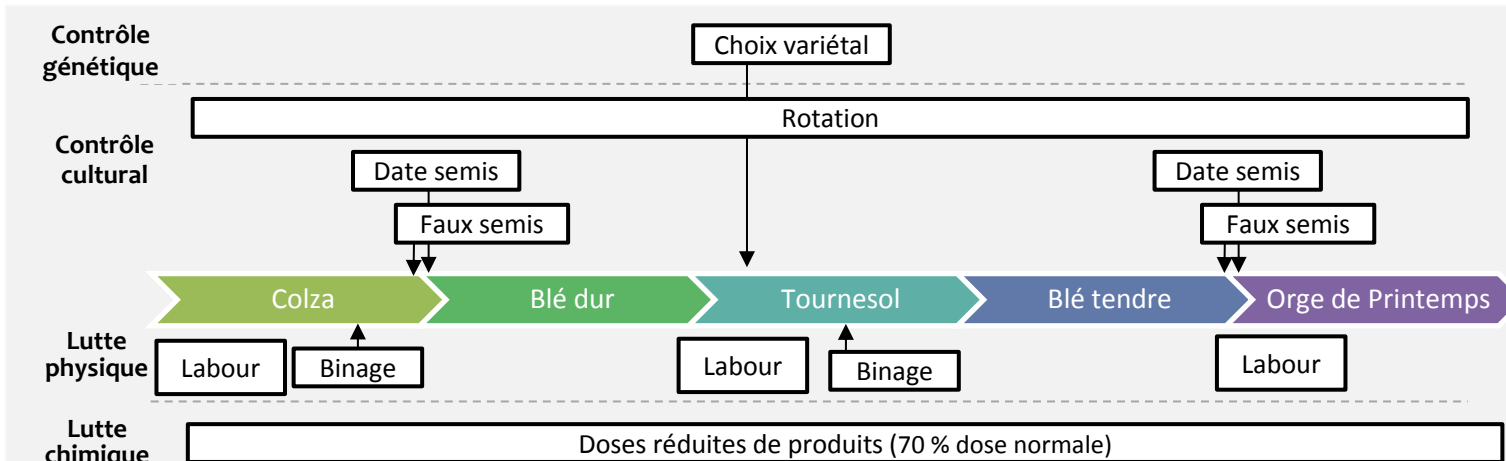 Contrôle
génétique
Choix variétal
Rotation
Contrôle
cultural
Date semis
Date semis
Faux semis
Faux semis
Colza
Blé dur
Tournesol
Blé tendre
Orge de Printemps
Lutte
physique
Labour
Binage
Labour
Binage
Labour
Lutte
chimique
Doses réduites de produits (70 % dose normale)